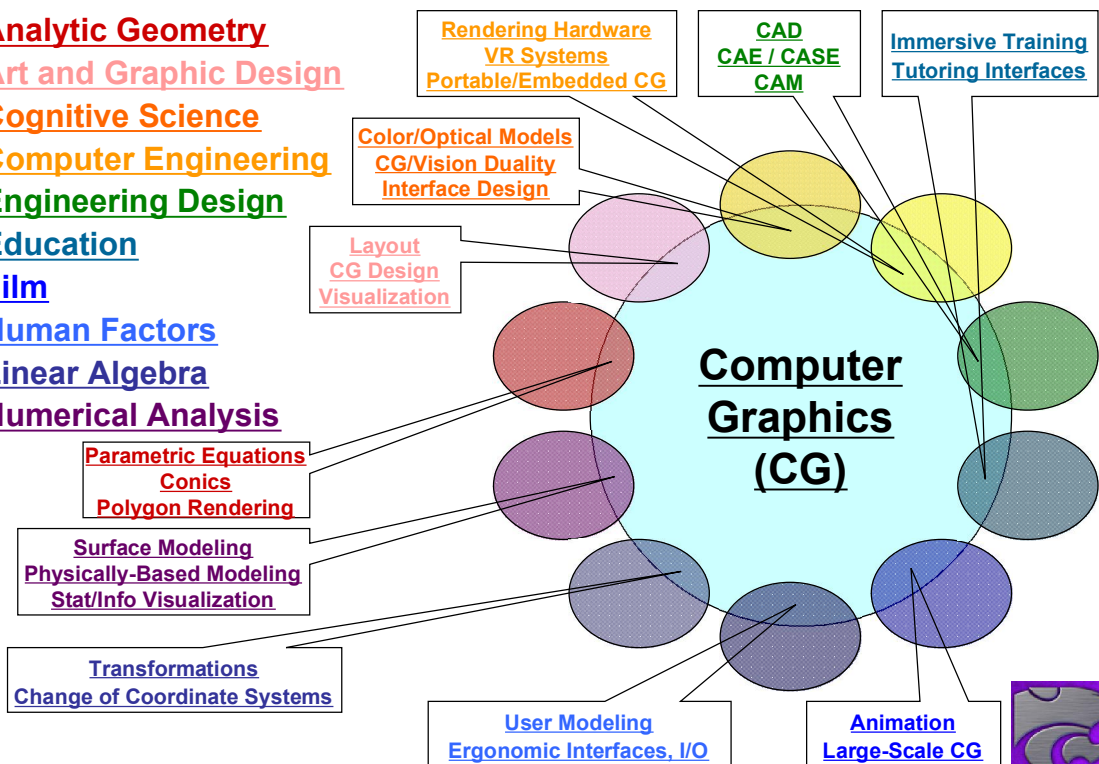 Analytic Geometry
Art and Graphic Design
Cognitive Science
Computer Engineering
Engineering Design
Education
Film
Human Factors
Linear Algebra
Numerical Analysis
Rendering Hardware
VR Systems
Portable/Embedded CG
CAD
CAE / CASE
CAM
Immersive Training
Tutoring Interfaces
Color/Optical Models
CG/Vision Duality
Interface Design
Layout
CG Design
Visualization
Computer
Graphics
(CG)
Parametric Equations
Conics
Polygon Rendering
Surface Modeling
Physically-Based Modeling
Stat/Info Visualization
Transformations
Change of Coordinate Systems
User Modeling
Ergonomic Interfaces, I/O
Animation
Large-Scale CG